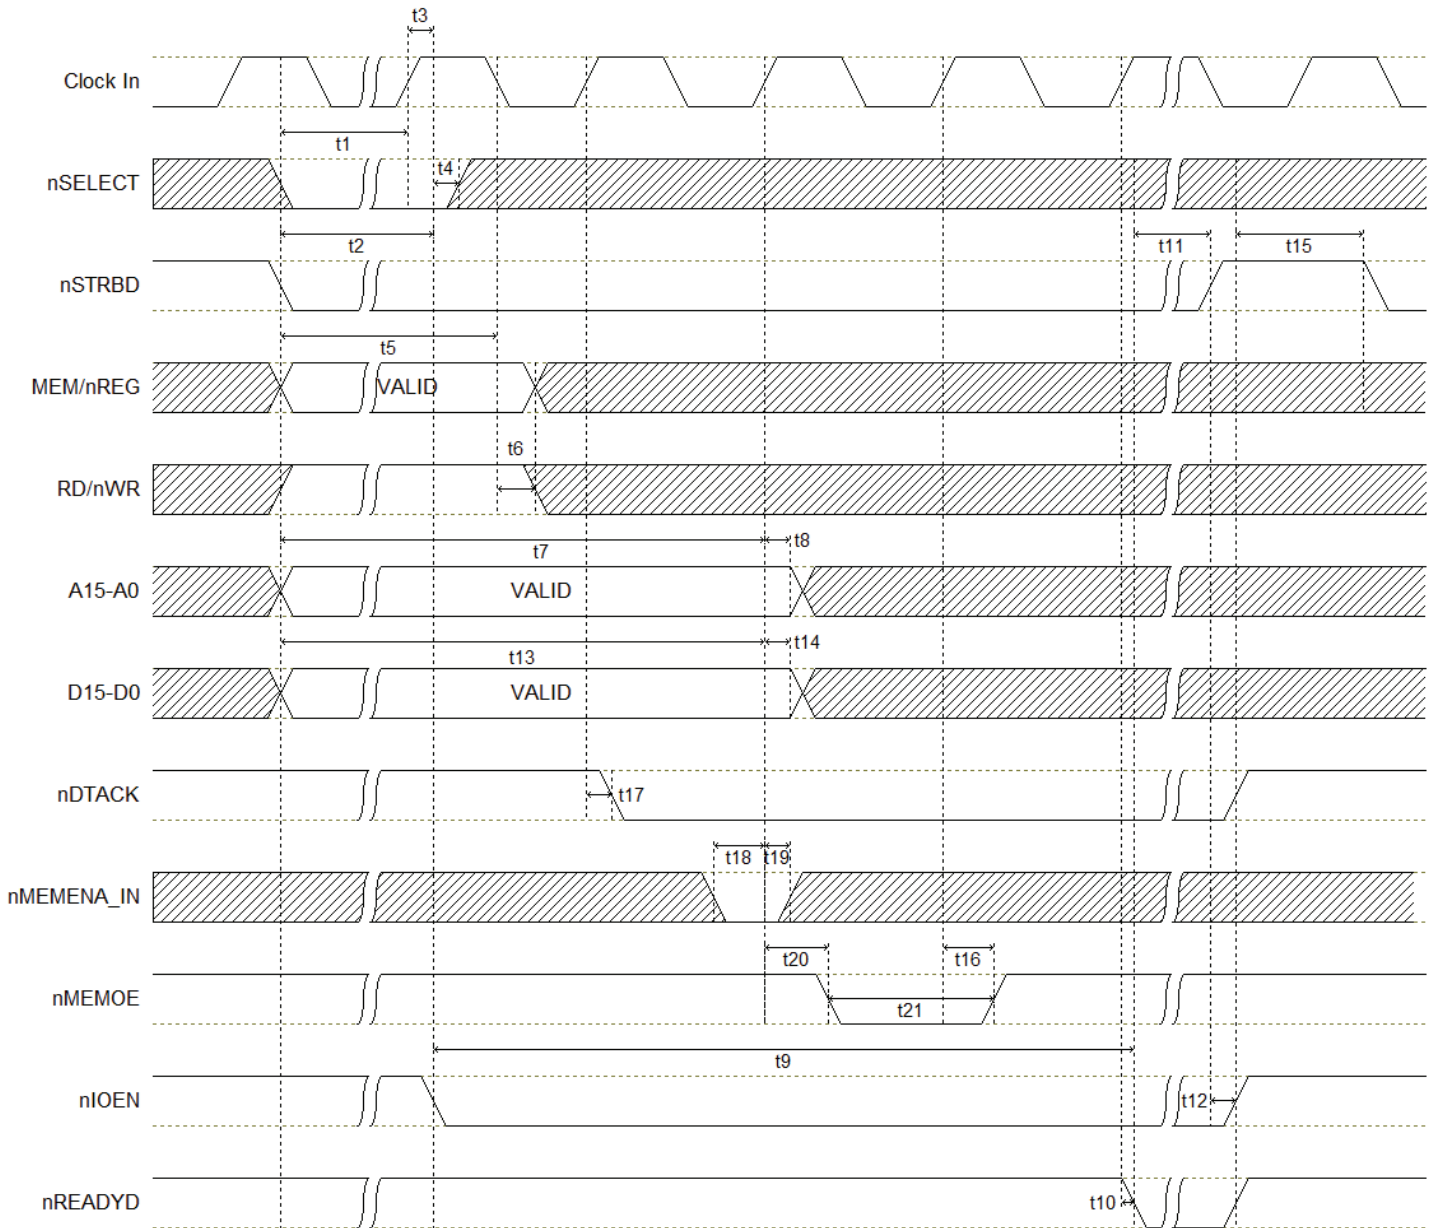 t3
Clock In
t1
nSELECT
t4
t2
t11
t15
nSTRBD
t5
MEM/nREG
VALID
t6
RD/nWR
t7
t8
A15-A0
VALID
t13
t14
D15-D0
VALID
nDTACK
t17
t18
t19
nMEMENA_IN
t20
t16
nMEMOE
t21
t9
nIOEN
t12
nREADYD
t10